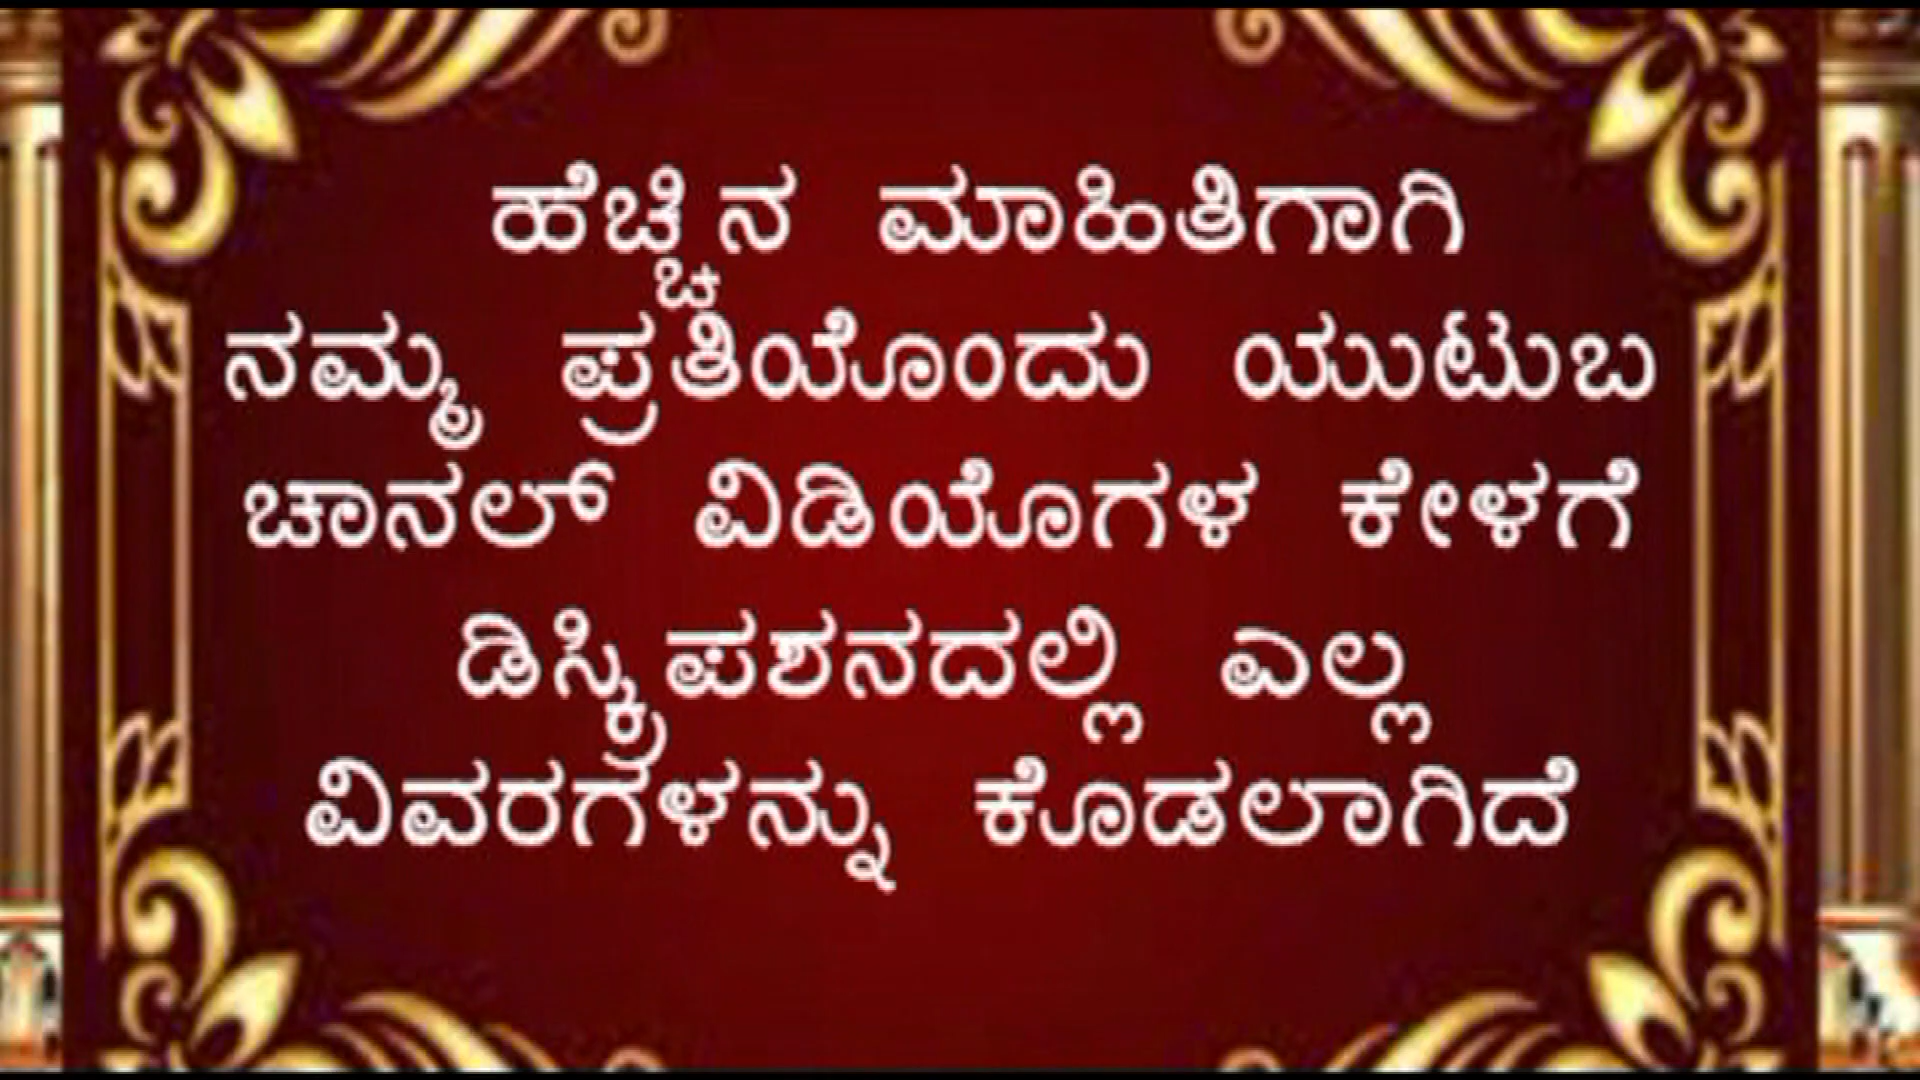 ಹೆಚ್ಚಿನ ಮಾಹಿತಿಗಾಗಿ
ನಮ್ಮ ಪ್ರತಿಯೊಂದು ಯುಟುಬ
ಚಾನಲ್ ವಿಡಿಯೊಗಳ ಕೇಳಗೆ
ಡಿಸ್ಕ್ರಿಪಶನದಲ್ಲಿ ಎಲ್ಲ
ವಿವರಗಳನ್ನು ಕೊಡಲಾಗಿದೆ